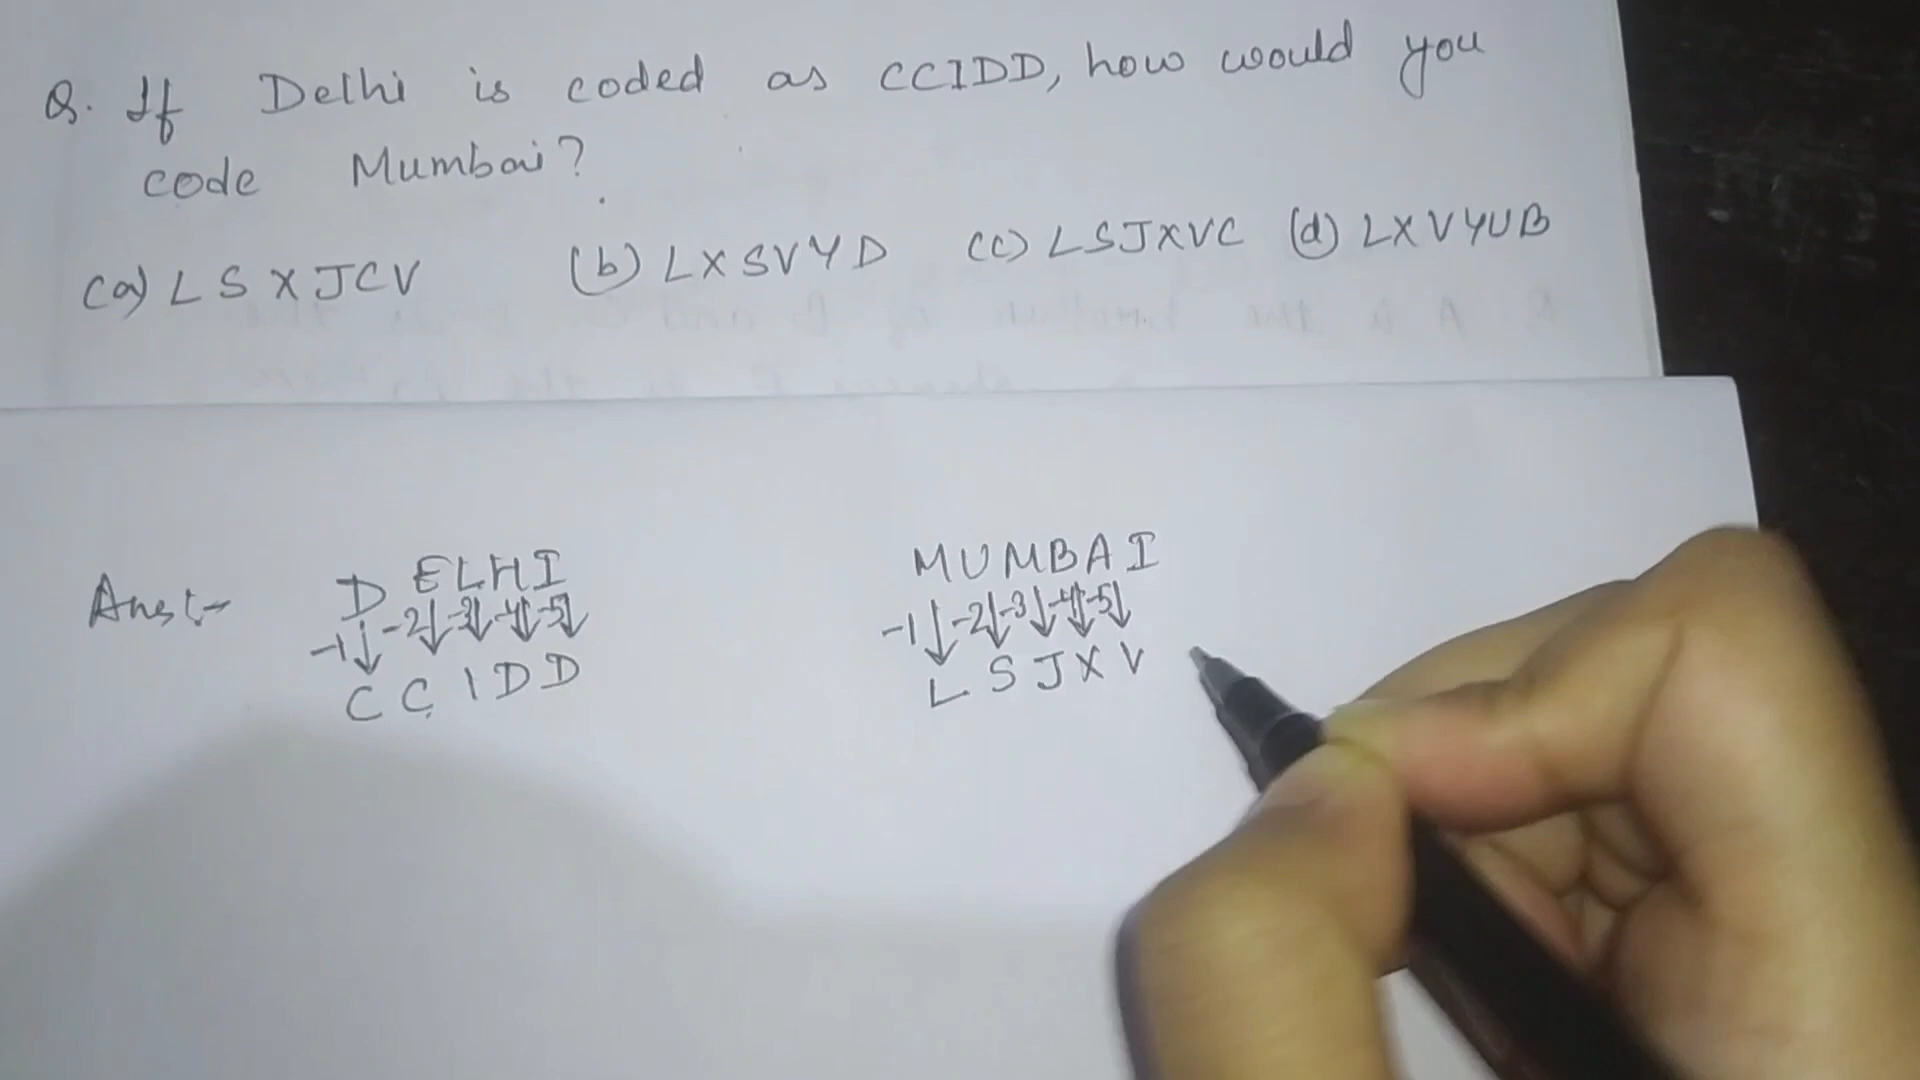 Q. If Delhi is coded as CCIDD, how would you
code Mumbai?
(a) LSXJCV (b) LXSVYD (c) LSJXVC (d) LXVYUB
Ans:- DELHI MUMBAI
-1 -2 -3 -4 -5 -1 -2 -3 -4 -5
CCIDD LSJXV